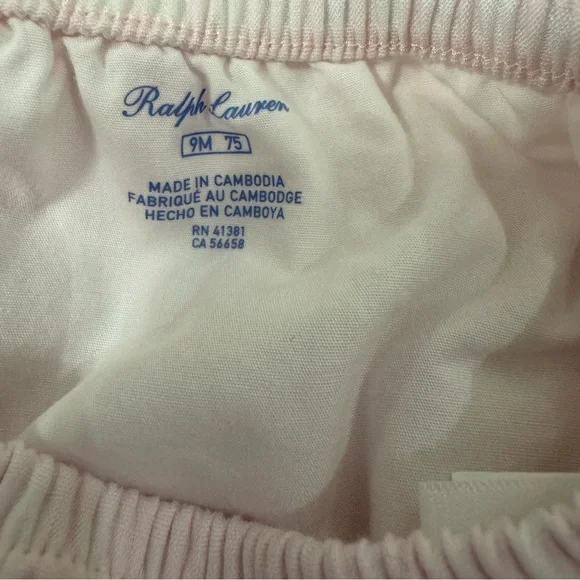 Ralph Lauren
9M 75
MADE IN CAMBODIA
FABRIQUÉ AU CAMBODGE
HECHO EN CAMBOYA
RN 41381
CA 56658